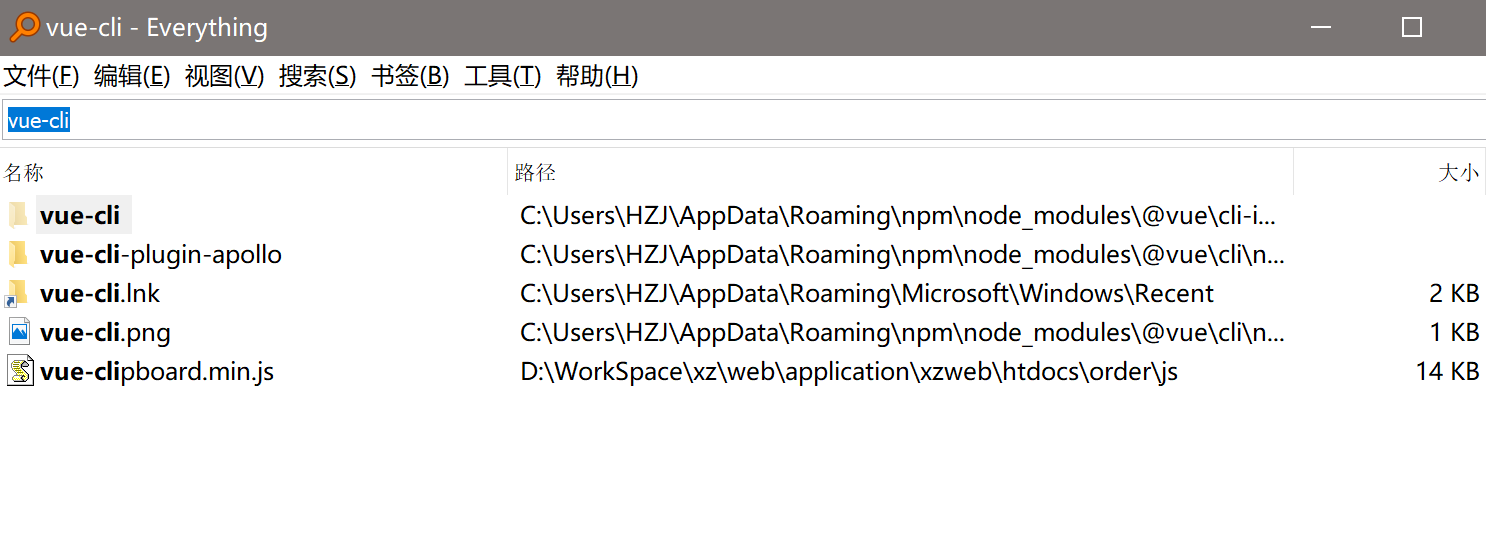 vue-cli - Everything
文件(F) 编辑(E) 视图(V) 搜索(S) 书签(B) 工具(T) 帮助(H)
vue-cli
名称 路径 大小
vue-cli C:\Users\HZJ\AppData\Roaming\npm\node_modules\@vue\cli-i...
vue-cli-plugin-apollo C:\Users\HZJ\AppData\Roaming\npm\node_modules\@vue\cli\n...
vue-cli.lnk C:\Users\HZJ\AppData\Roaming\Microsoft\Windows\Recent 2 KB
vue-cli.png C:\Users\HZJ\AppData\Roaming\npm\node_modules\@vue\cli\n... 1 KB
vue-clipboard.min.js D:\WorkSpace\xz\web\application\xzweb\htdocs\order\js 14 KB